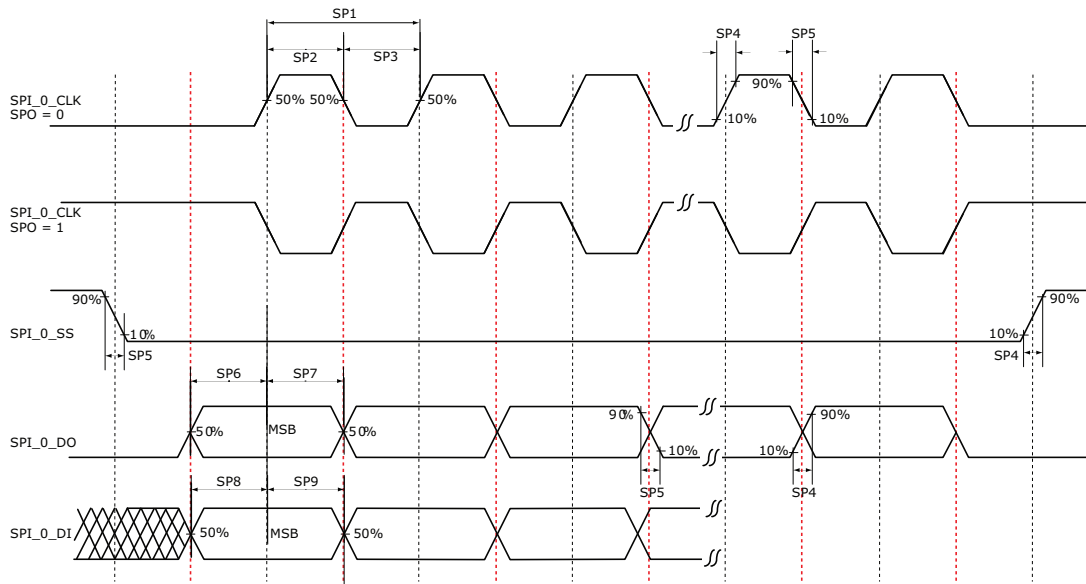 SP1
SP2 SP3
SP4 SP5
SPI_0_CLK
SPO = 0
50% 50% 50%
90%
10% 10%
SPI_0_CLK
SPO = 1
90% 90%
SPI_0_SS
10% 10%
SP5 SP4
SP6 SP7
90% 90%
SPI_0_DO
50% MSB 50%
10% 10%
SP5 SP4
SP8 SP9
SPI_0_DI
50% MSB 50%